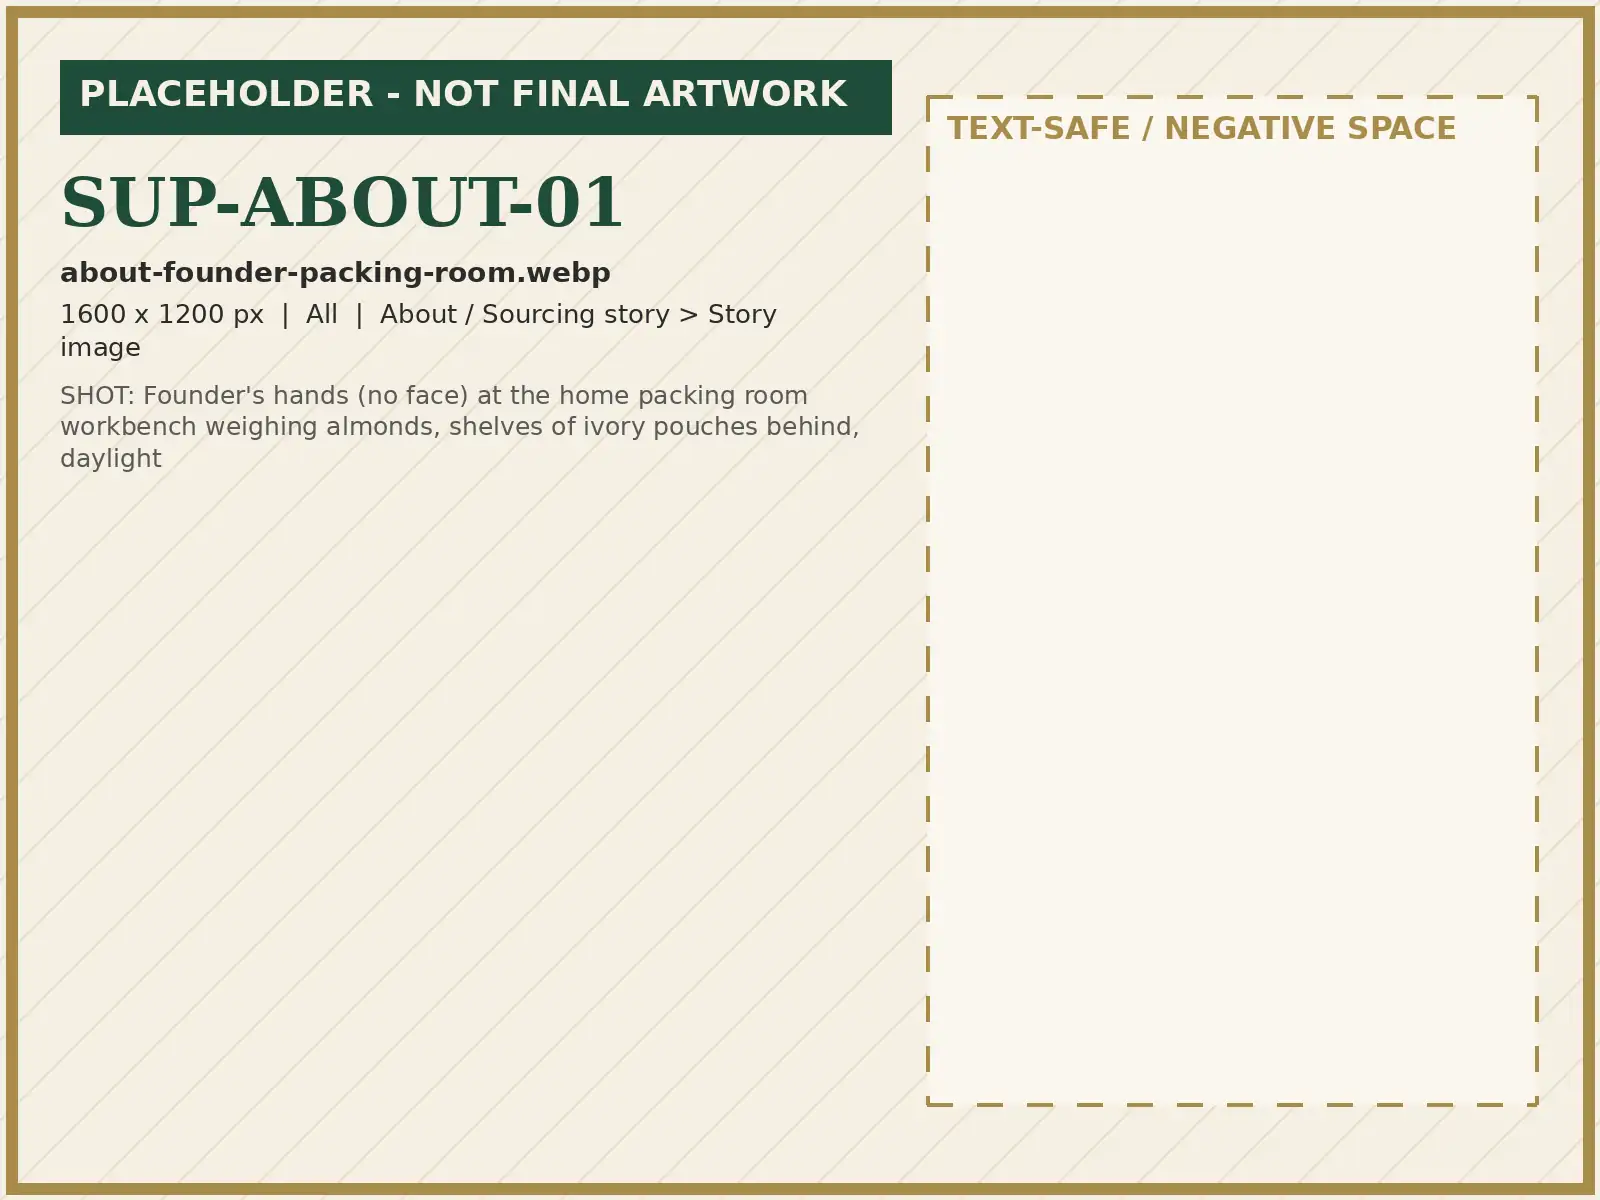 PLACEHOLDER - NOT FINAL ARTWORK
SUP-ABOUT-01
about-founder-packing-room.webp
1600 x 1200 px | All | About / Sourcing story > Story
image
SHOT: Founder's hands (no face) at the home packing room
workbench weighing almonds, shelves of ivory pouches behind,
daylight
TEXT-SAFE / NEGATIVE SPACE